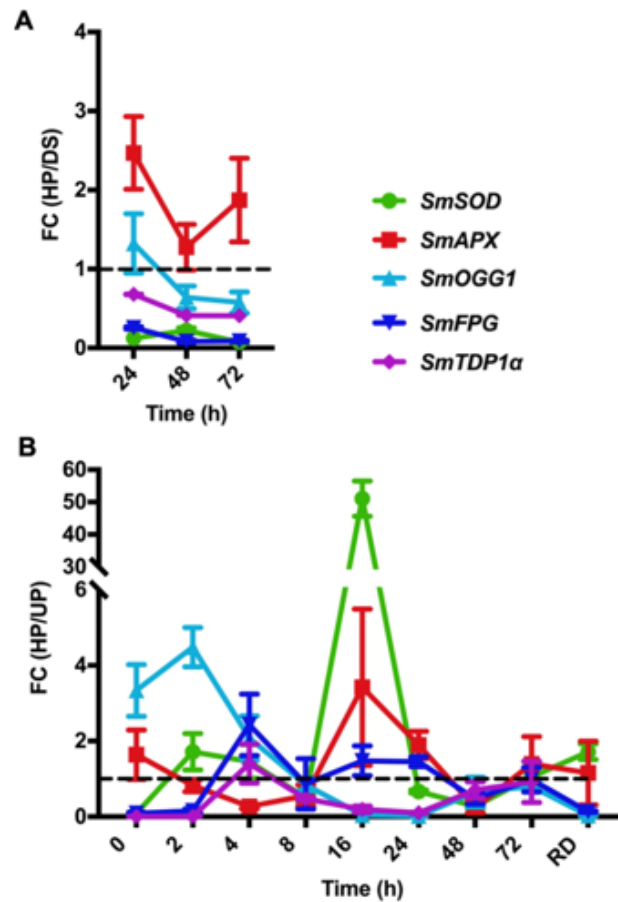 A
4
3
2
1
0
FC (HP/DS)
24
48
72
Time (h)
SmSOD
SmAPX
SmOGG1
SmFPG
SmTDP1α
B
60
50
40
30
6
4
2
0
FC (HP/UP)
0
2
4
8
16
24
48
72
RD
Time (h)